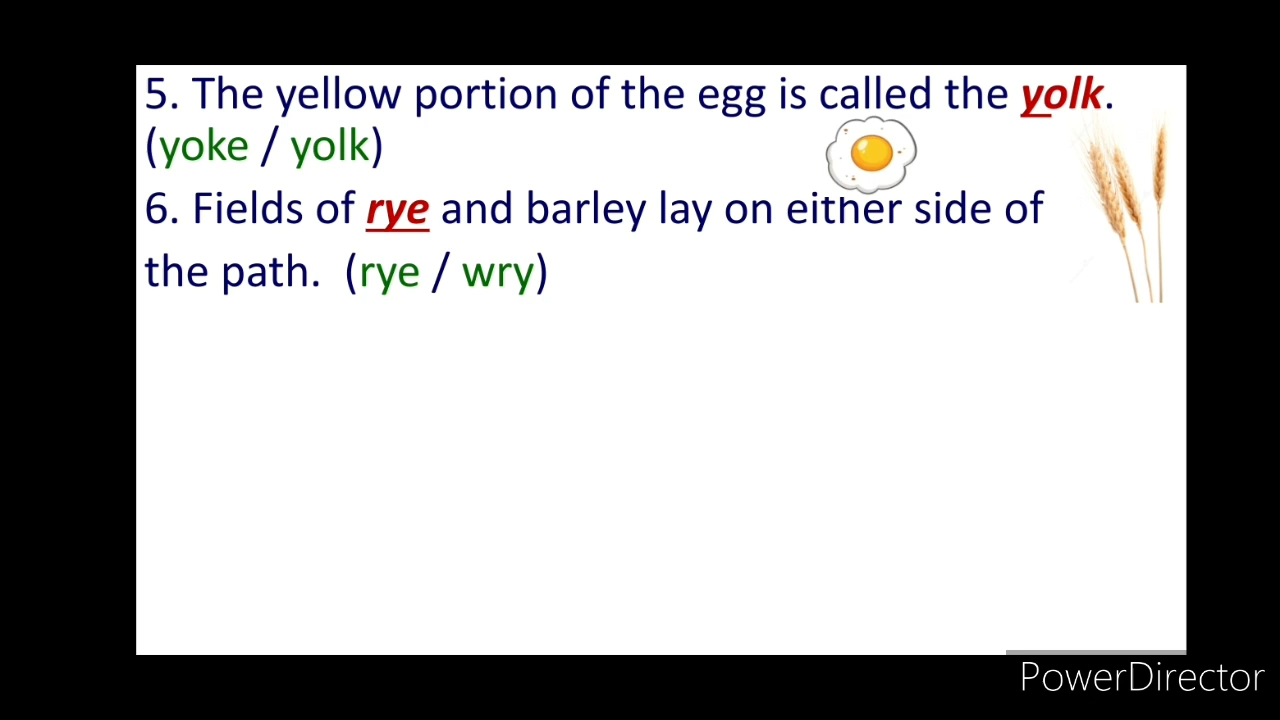 5. The yellow portion of the egg is called the yolk.
(yoke / yolk)
6. Fields of rye and barley lay on either side of
the path. (rye / wry)
PowerDirector